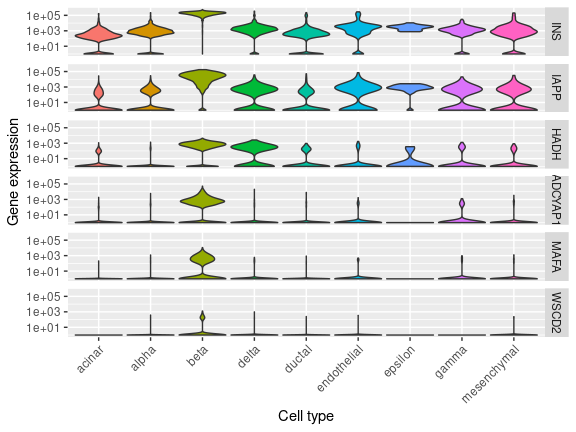 1e+05
1e+03
1e+01
INS
1e+05
1e+03
1e+01
IAPP
1e+05
1e+03
1e+01
HADH
1e+05
1e+03
1e+01
ADCYAP1
1e+05
1e+03
1e+01
MAFA
1e+05
1e+03
1e+01
WSCD2
Gene expression
acinar
alpha
beta
delta
ductal
endothelial
epsilon
gamma
mesenchymal
Cell type